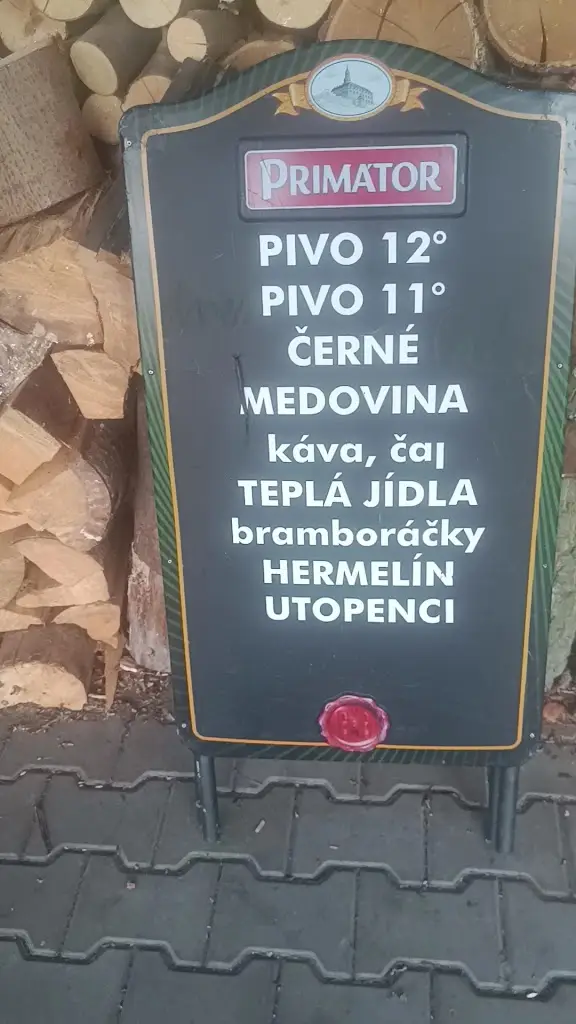 PRIMÁTOR
PIVO 12°
PIVO 11°
ČERNÉ
MEDOVINA
káva, čaj
TEPLÁ JÍDLA
bramboráčky
HERMELÍN
UTOPENCI